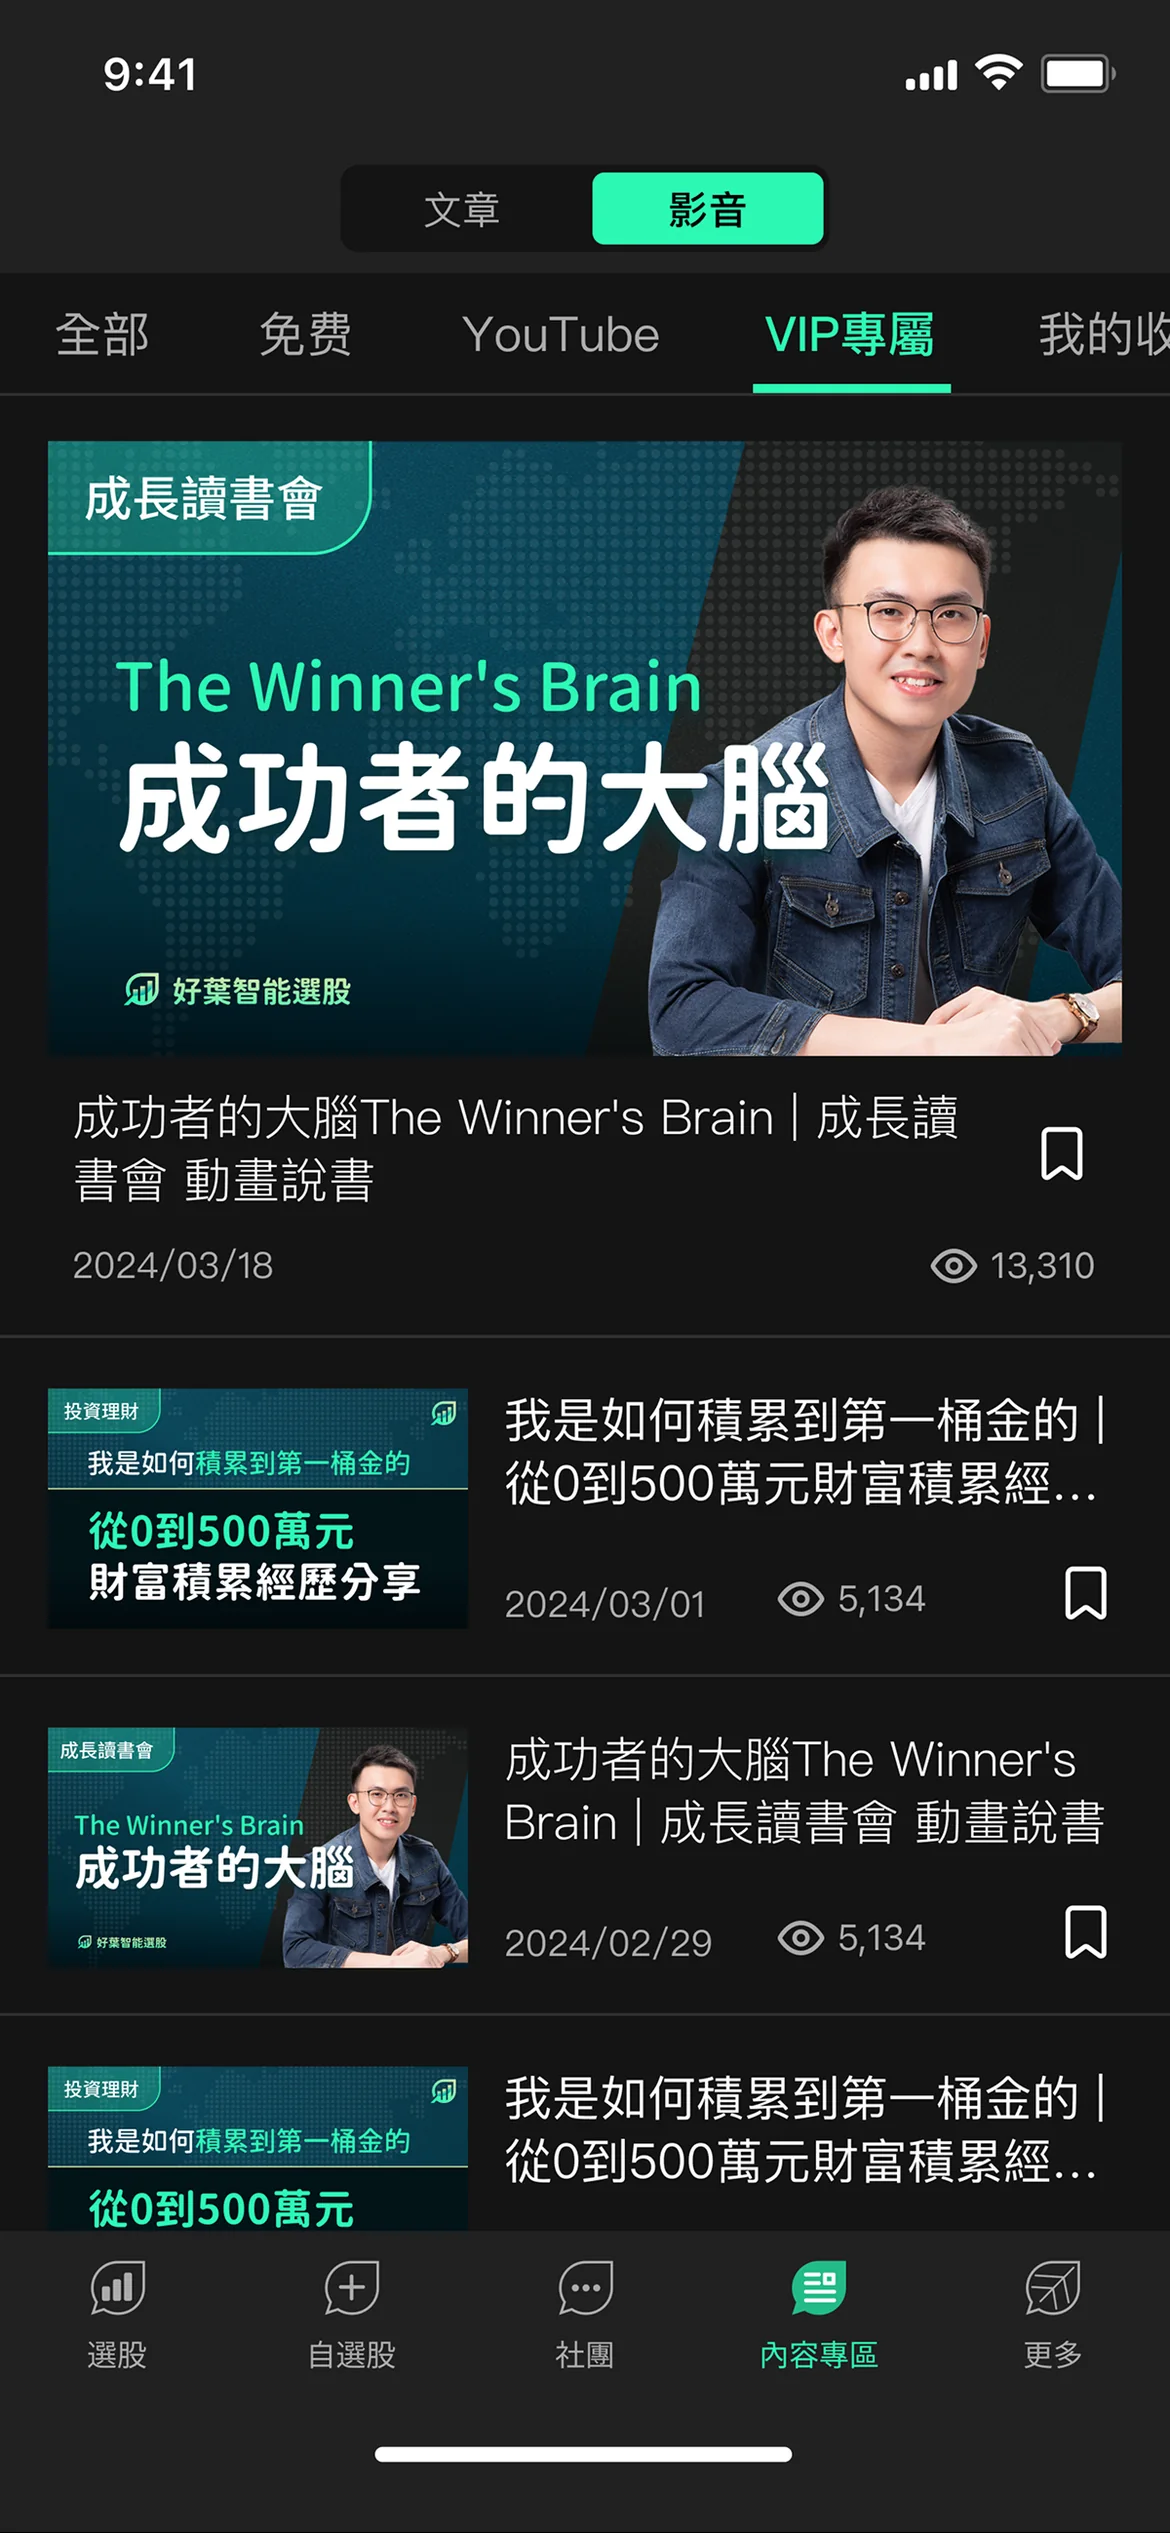 9:41
文章
影音
全部
免费
YouTube
VIP專屬
我的收
成長讀書會
The Winner's Brain
成功者的大腦
好葉智能選股
成功者的大腦The Winner's Brain | 成長讀
書會 動畫說書
2024/03/18
13,310
投資理財
我是如何積累到第一桶金的
從0到500萬元
財富積累經歷分享
我是如何積累到第一桶金的 |
從0到500萬元財富積累經...
2024/03/01
5,134
成長讀書會
The Winner's Brain
成功者的大腦
好葉智能選股
成功者的大腦The Winner's
Brain | 成長讀書會 動畫說書
2024/02/29
5,134
投資理財
我是如何積累到第一桶金的
從0到500萬元
我是如何積累到第一桶金的 |
從0到500萬元財富積累經...
選股
自選股
社團
內容專區
更多